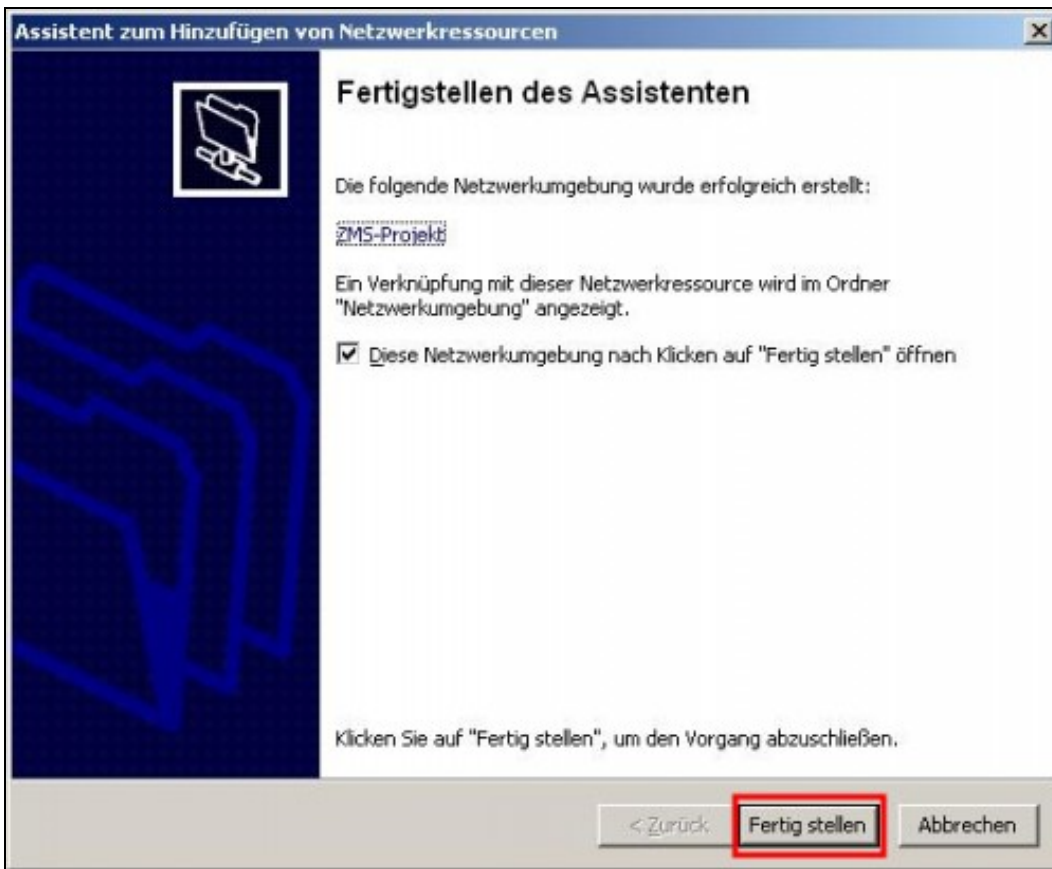 Assistent zum Hinzufügen von Netzwerkressourcen
Fertigstellen des Assistenten
Die folgende Netzwerkumgebung wurde erfolgreich erstellt:
ZMS-Projekt
Ein Verknüpfung mit dieser Netzwerkressource wird im Ordner
"Netzwerkumgebung" angezeigt.
Diese Netzwerkumgebung nach Klicken auf "Fertig stellen" öffnen
Klicken Sie auf "Fertig stellen", um den Vorgang abzuschließen.
< Zurück Fertig stellen Abbrechen